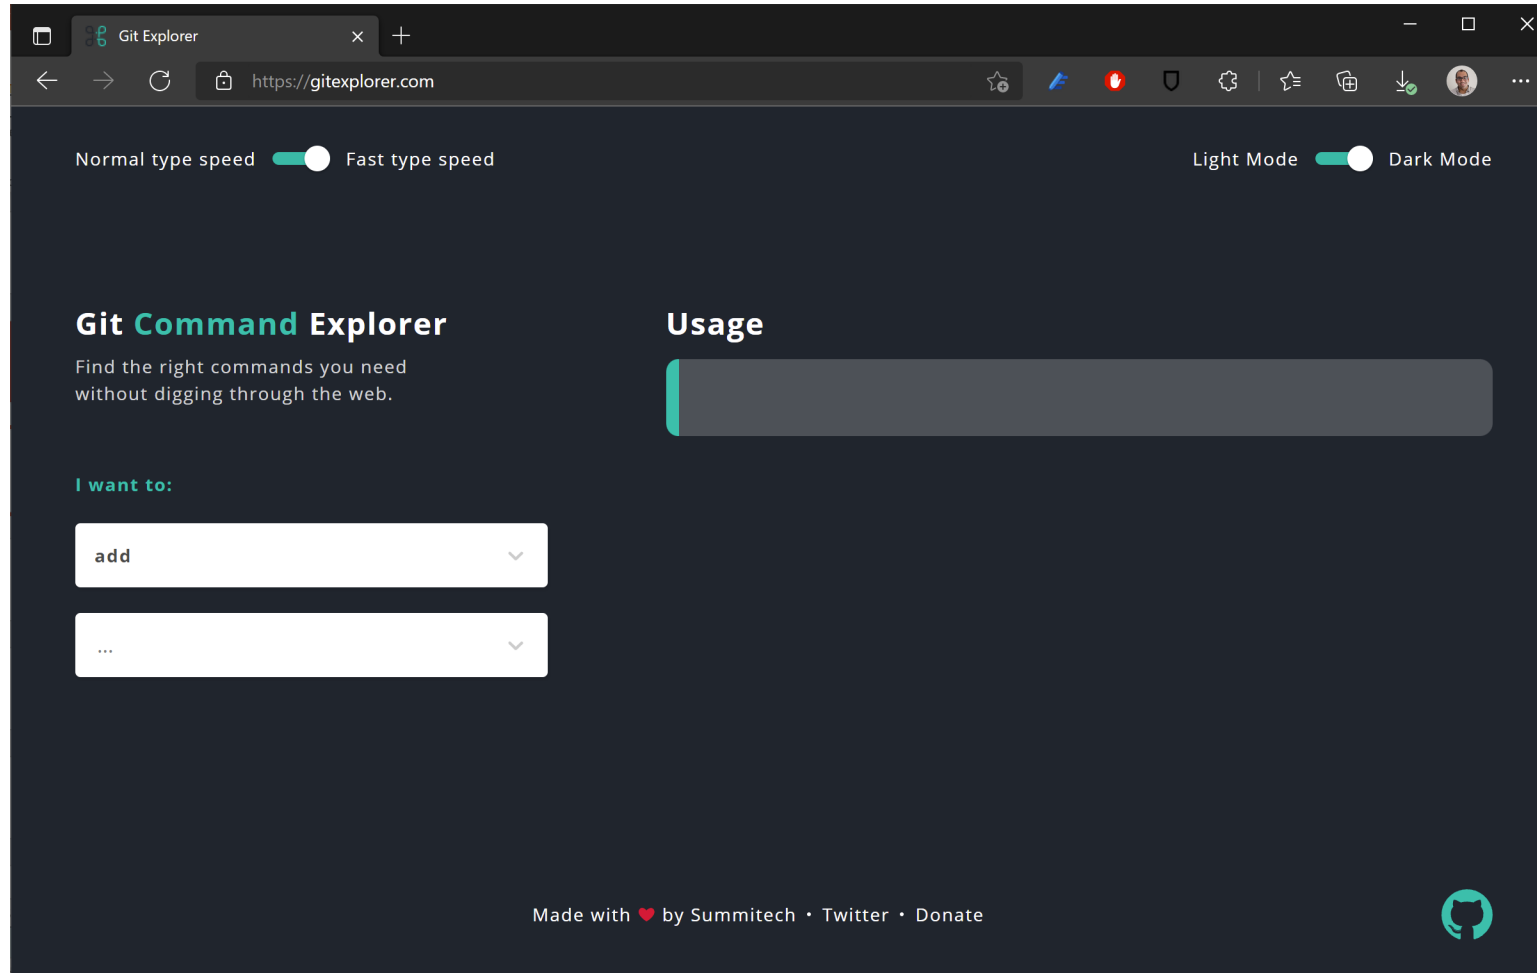 Git Explorer
https://gitexplorer.com
Normal type speed Fast type speed
Light Mode Dark Mode
Git Command Explorer
Find the right commands you need
without digging through the web.
I want to:
add
...
Usage
Made with ❤ by Summitech • Twitter • Donate